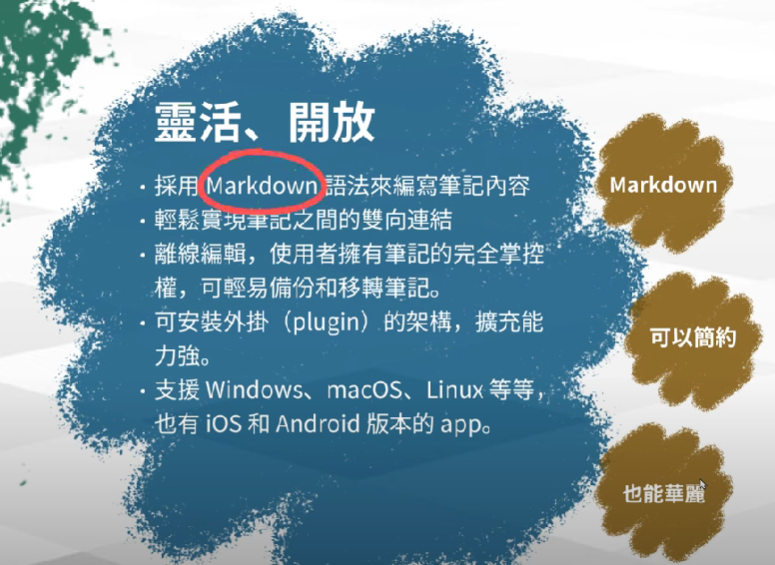 靈活、開放
・採用 Markdown 語法來編寫筆記內容
・輕鬆實現筆記之間的雙向連結
・離線編輯，使用者擁有筆記的完全掌控
權，可輕易備份和移轉筆記。
・可安裝外掛（plugin）的架構，擴充能
力強。
・支援 Windows、macOS、Linux 等等，
也有 iOS 和 Android 版本的 app。
Markdown
可以簡約
也能華麗